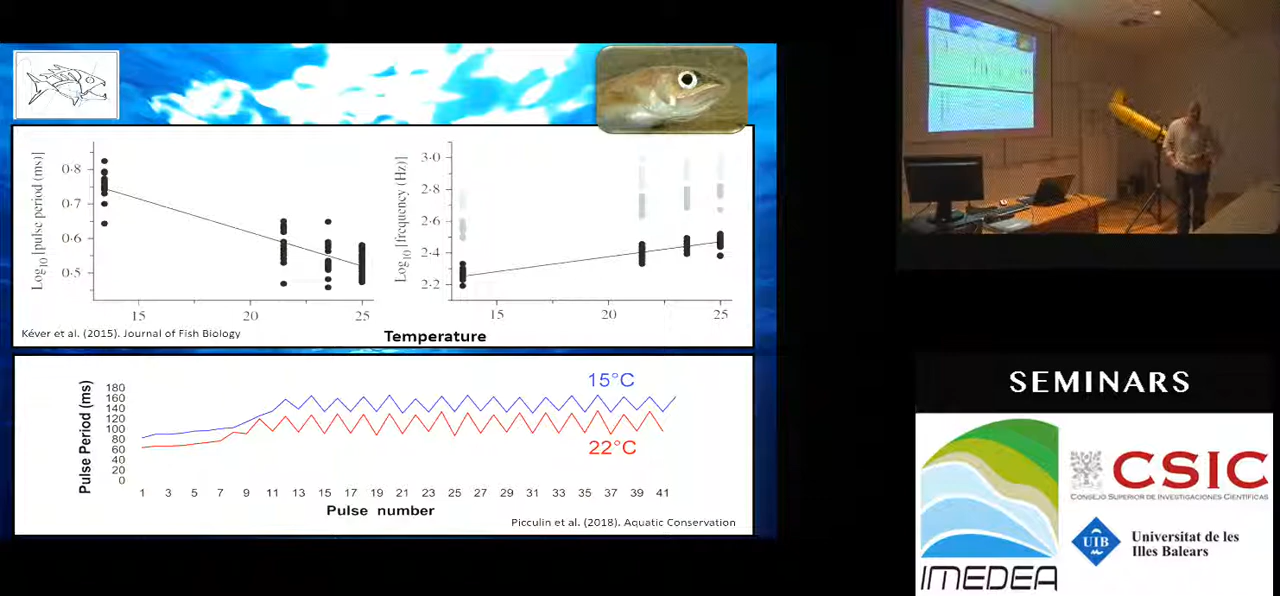 Log10[pulse period (ms)]
0·8
0·7
0·6
0·5
15
20
25
Log10[frequency (Hz)]
3·0
2·8
2·6
2·4
2·2
15
20
25
Kéver et al. (2015). Journal of Fish Biology
Temperature
Pulse Period (ms)
180
160
140
120
100
80
60
40
20
0
15°C
22°C
1 3 5 7 9 11 13 15 17 19 21 23 25 27 29 31 33 35 37 39 41
Pulse number
Picculin et al. (2018). Aquatic Conservation
SEMINARS
CSIC
CONSEJO SUPERIOR DE INVESTIGACIONES CIENTÍFICAS
UIB
Universitat de les
Illes Balears
IMEDEA